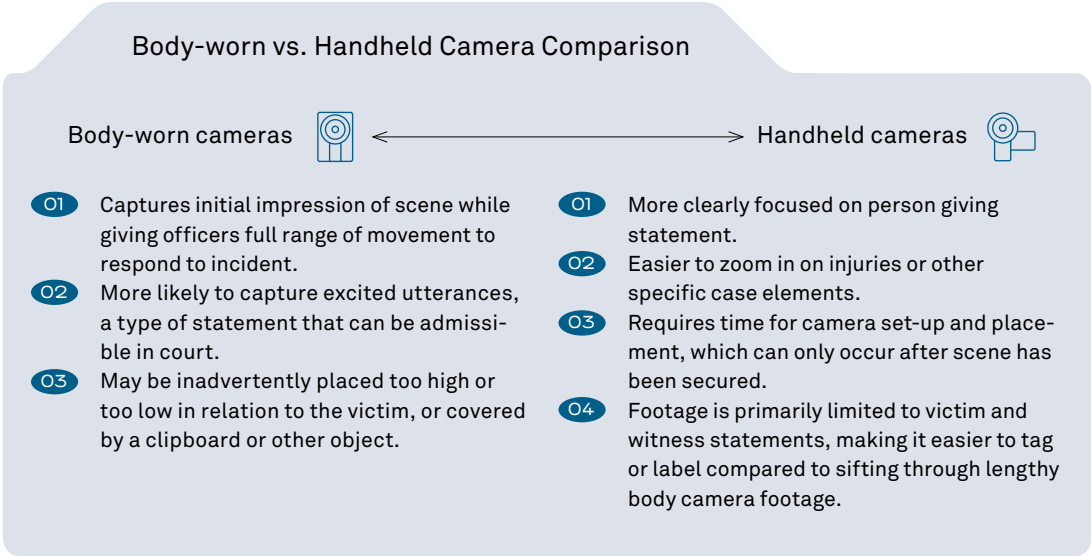 Body-worn vs. Handheld Camera Comparison
Body-worn cameras
Handheld cameras
01 Captures initial impression of scene while
giving officers full range of movement to
respond to incident.
02 More likely to capture excited utterances,
a type of statement that can be admissi-
ble in court.
03 May be inadvertently placed too high or
too low in relation to the victim, or covered
by a clipboard or other object.
01 More clearly focused on person giving
statement.
02 Easier to zoom in on injuries or other
specific case elements.
03 Requires time for camera set-up and place-
ment, which can only occur after scene has
been secured.
04 Footage is primarily limited to victim and
witness statements, making it easier to tag
or label compared to sifting through lengthy
body camera footage.